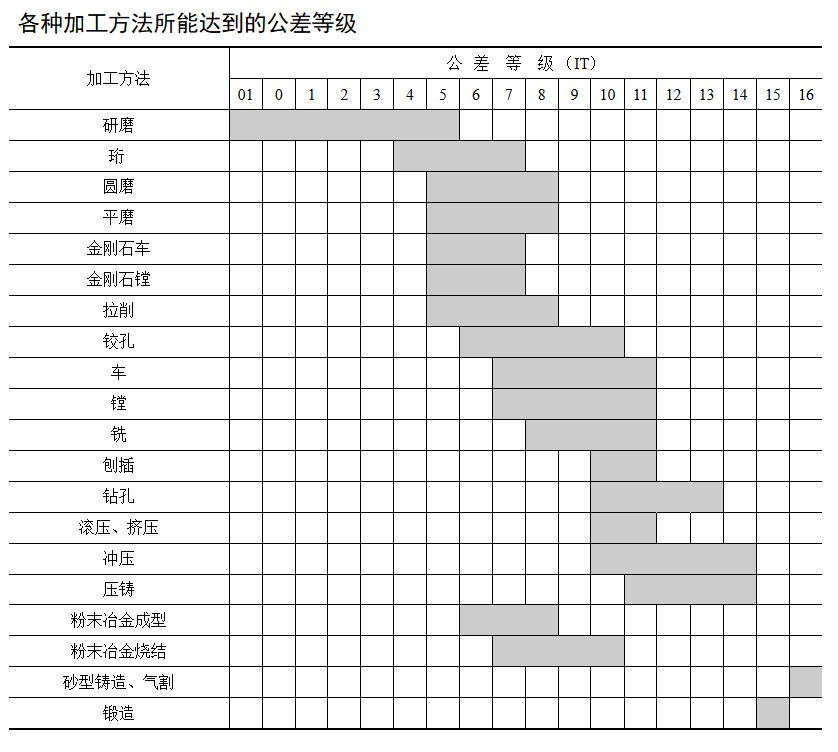 各种加工方法所能达到的公差等级
加工方法
公 差 等 级（IT）
01 0 1 2 3 4 5 6 7 8 9 10 11 12 13 14 15 16
研磨
珩
圆磨
平磨
金刚石车
金刚石镗
拉削
铰孔
车
镗
铣
刨插
钻孔
滚压、挤压
冲压
压铸
粉末冶金成型
粉末冶金烧结
砂型铸造、气割
锻造